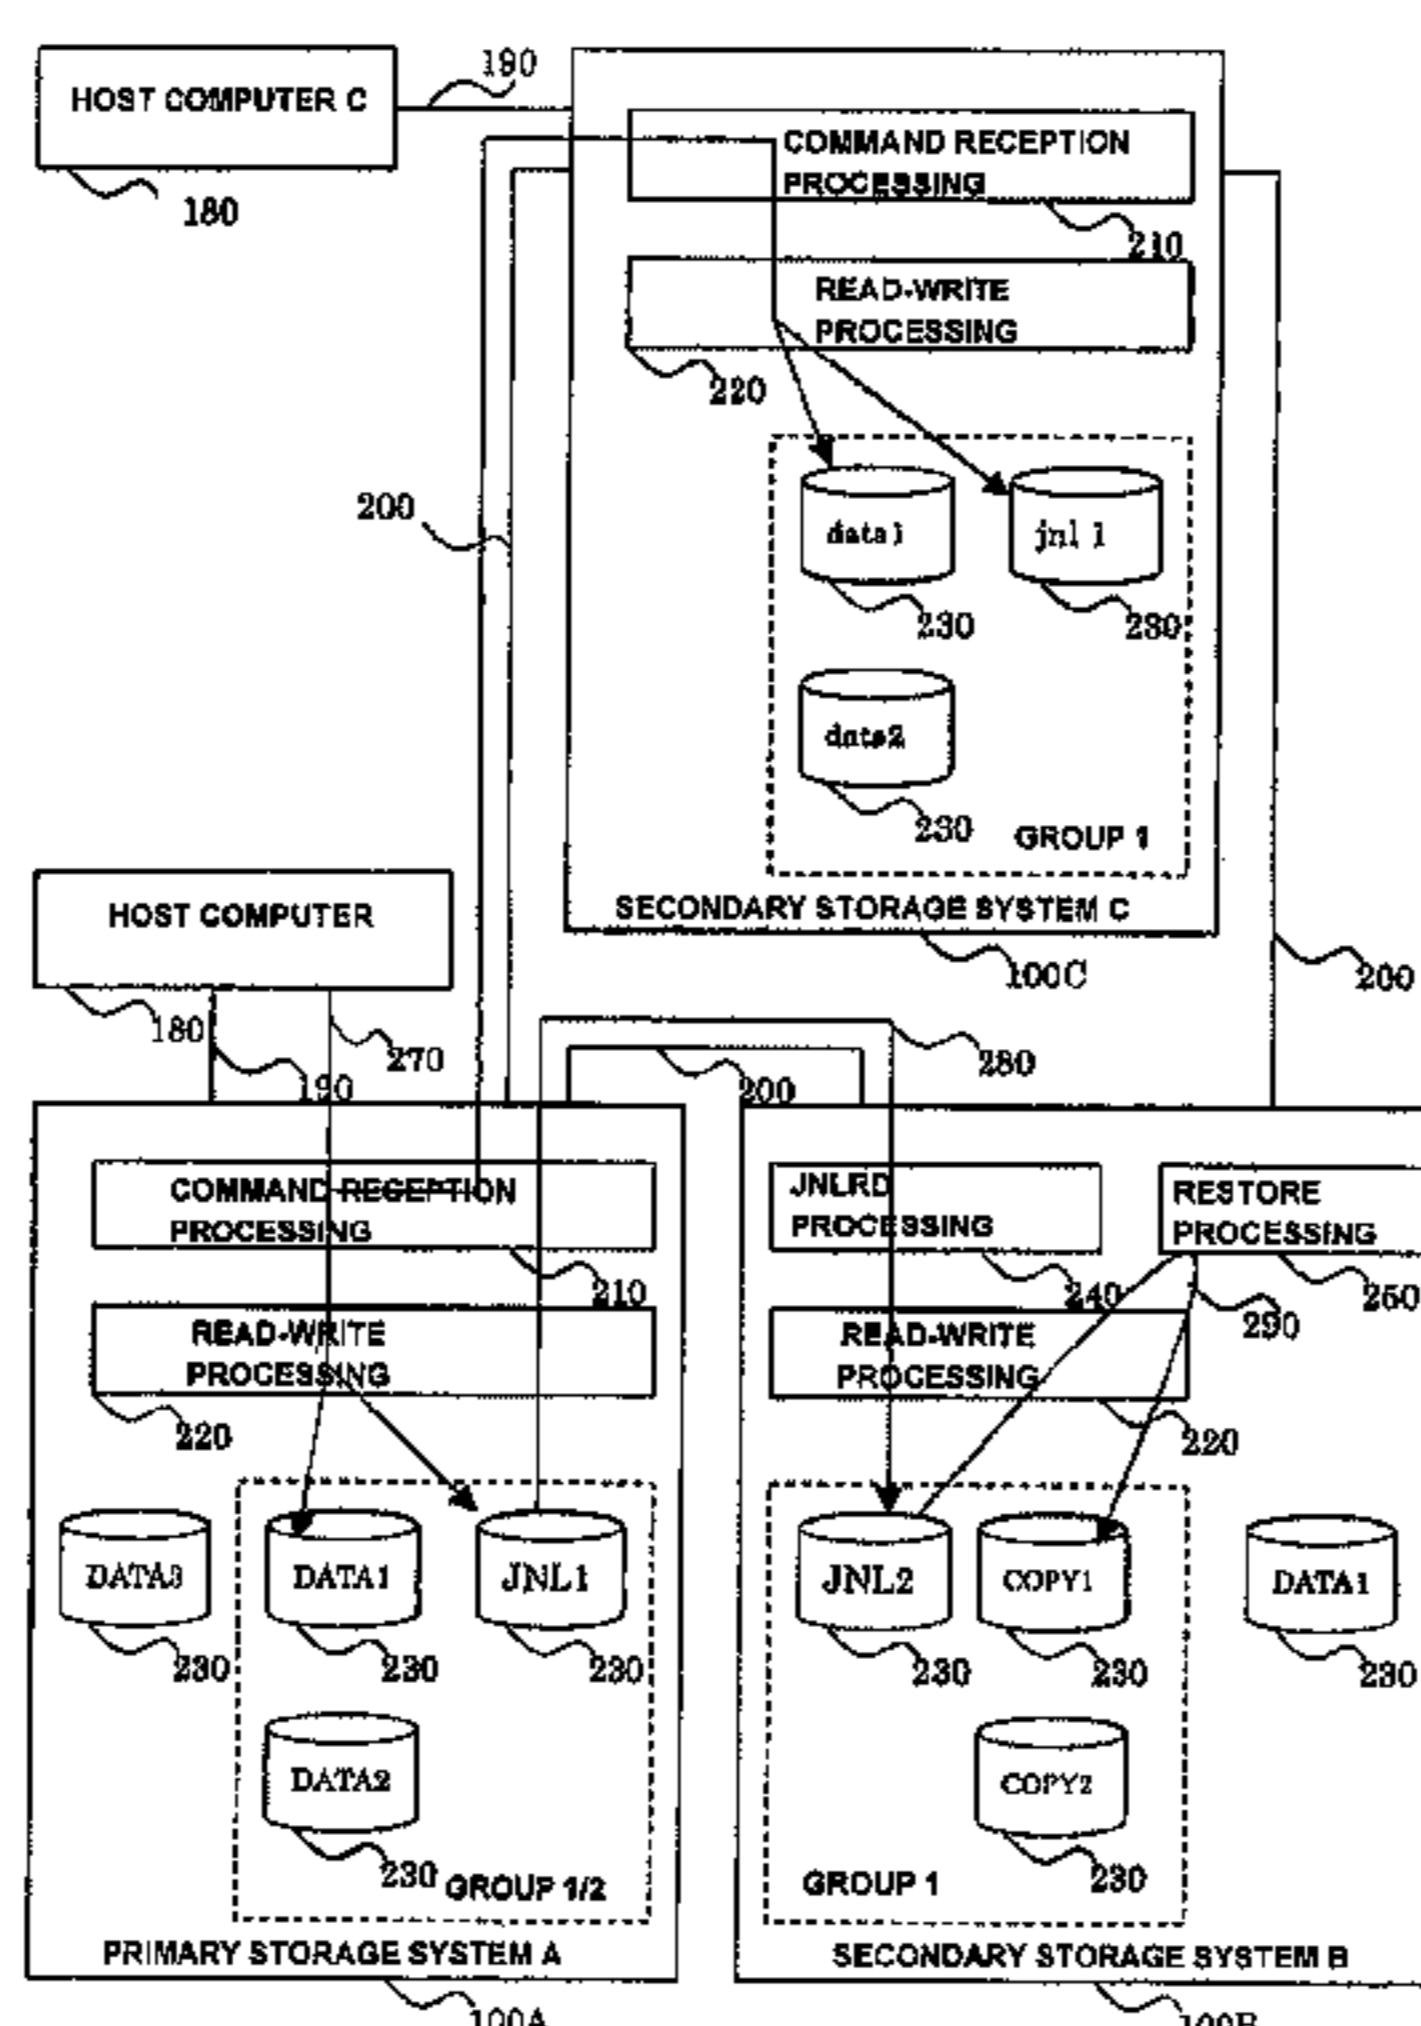 HOST COMPUTER C
190
180
COMMAND RECEPTION
PROCESSING
210
READ-WRITE
PROCESSING
220
200
data1
jnl 1
230
230
data2
230
GROUP 1
SECONDARY STORAGE SYSTEM C
100C
200
HOST COMPUTER
180
190
270
280
200
COMMAND RECEPTION
PROCESSING
210
READ-WRITE
PROCESSING
220
DATA3
DATA1
JNL1
230
230
230
DATA2
230
GROUP 1/2
PRIMARY STORAGE SYSTEM A
100A
JNLRD
PROCESSING
240
RESTORE
PROCESSING
250
290
READ-WRITE
PROCESSING
220
JNL2
COPY1
DATA1
230
230
230
COPY2
230
GROUP 1
SECONDARY STORAGE SYSTEM B
100B